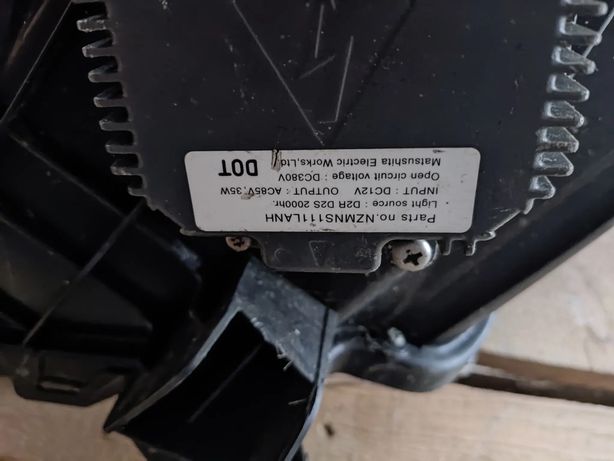 Parts no.NZMNS111LANH
• Light source : D2R D2S 2000hr.
INPUT : DC12V OUTPUT : AC85V.35W
Open circuit voltage : DC380V
Matsushita Electric Works,Ltd.
DOT